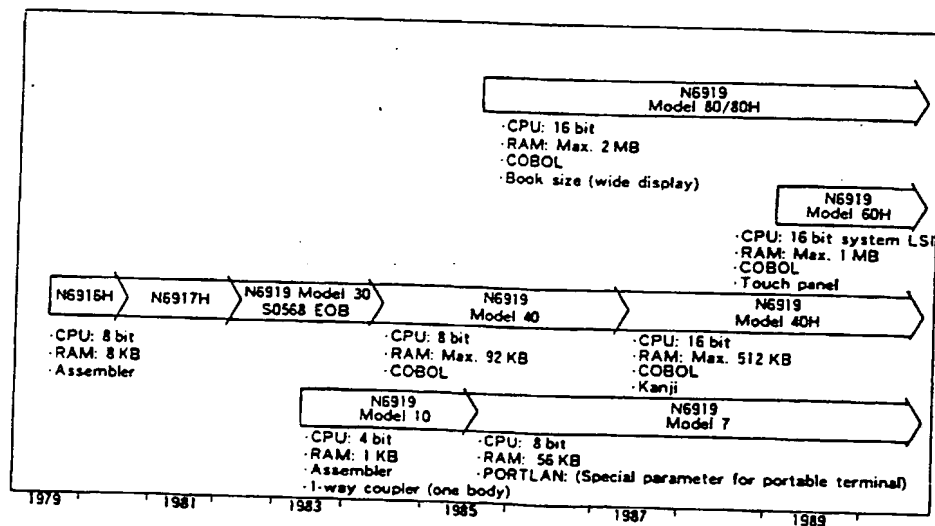 N6919
Model 80/80H
·CPU: 16 bit
·RAM: Max. 2 MB
·COBOL
·Book size (wide display)
N6919
Model 60H
·CPU: 16 bit system LSI
·RAM: Max. 1 MB
·COBOL
·Touch panel
N6916H
N6917H
N6919 Model 30
S0568 EOB
N6919
Model 40
N6919
Model 40H
·CPU: 8 bit
·RAM: 8 KB
·Assembler
·CPU: 8 bit
·RAM: Max. 92 KB
·COBOL
·CPU: 16 bit
·RAM: Max. 512 KB
·COBOL
·Kanji
N6919
Model 10
N6919
Model 7
·CPU: 4 bit
·RAM: 1 KB
·Assembler
·1-way coupler (one body)
·CPU: 8 bit
·RAM: 56 KB
·PORTLAN: (Special parameter for portable terminal)
1979 1981 1983 1985 1987 1989